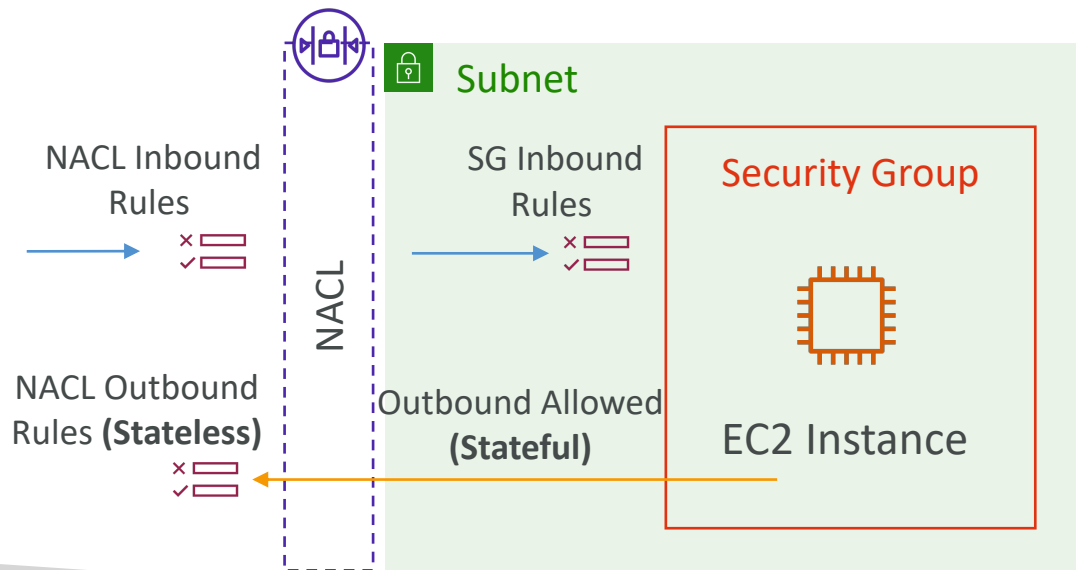 Subnet
NACL Inbound
Rules
SG Inbound
Rules
Security Group
NACL
NACL Outbound
Rules (Stateless)
Outbound Allowed
(Stateful)
EC2 Instance